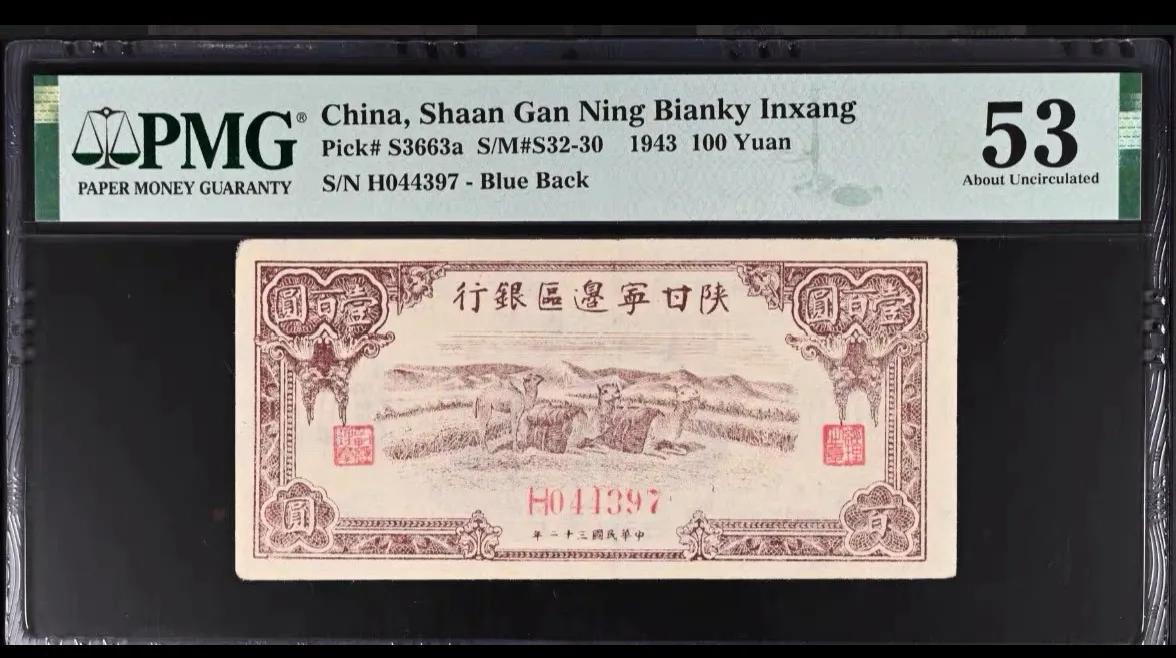 PMG®
PAPER MONEY GUARANTY
China, Shaan Gan Ning Bianky Inxang
Pick# S3663a S/M#S32-30 1943 100 Yuan
S/N H044397 - Blue Back
53
About Uncirculated
陝甘寧邊區銀行
壹百圓
壹百圓
H044397
百
圓
中華民國三十二年